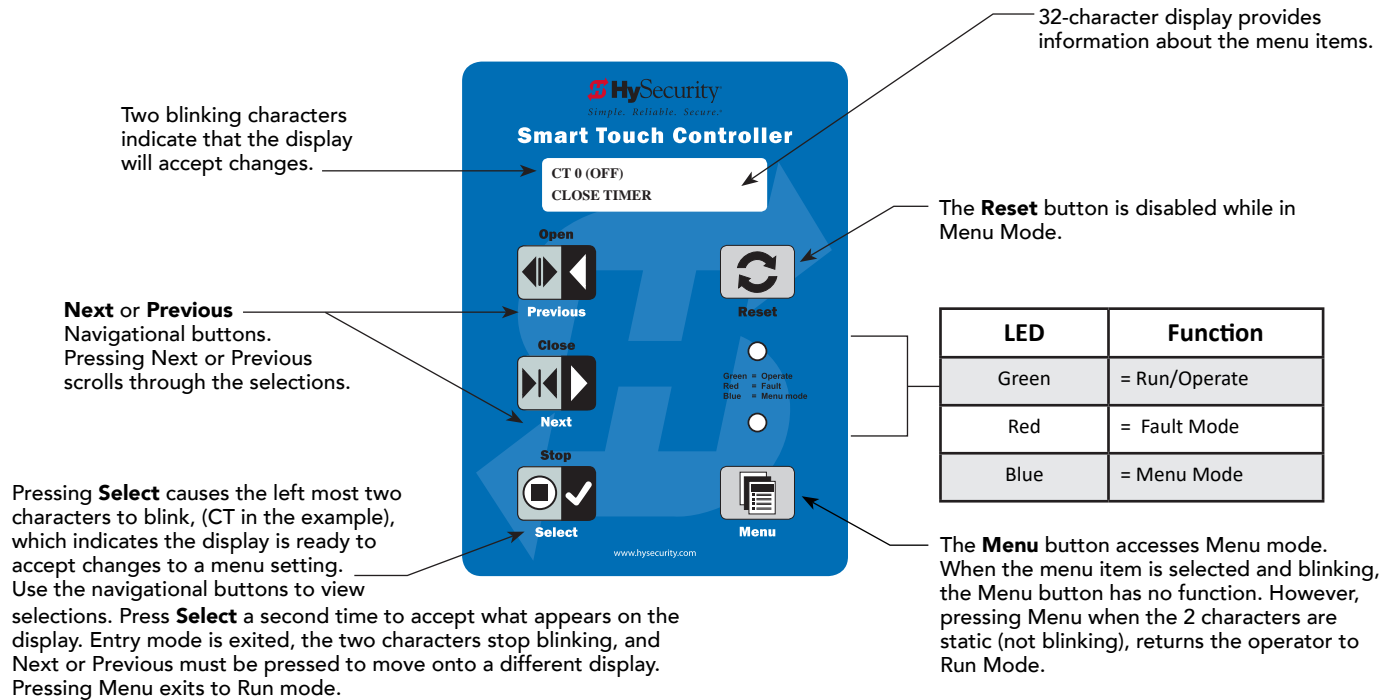 32-character display provides
information about the menu items.
Two blinking characters
indicate that the display
will accept changes.
HySecurity
Simple. Reliable. Secure.
Smart Touch Controller
CT 0 (OFF)
CLOSE TIMER
The Reset button is disabled while in
Menu Mode.
Open
Previous
Reset
Next or Previous
Navigational buttons.
Pressing Next or Previous
scrolls through the selections.
Close
Next
Green = Operate
Red = Fault
Blue = Menu mode
LED Function
Green = Run/Operate
Red = Fault Mode
Blue = Menu Mode
Stop
Select
Menu
www.hysecurity.com
Pressing Select causes the left most two
characters to blink, (CT in the example),
which indicates the display is ready to
accept changes to a menu setting.
Use the navigational buttons to view
selections. Press Select a second time to accept what appears on the
display. Entry mode is exited, the two characters stop blinking, and
Next or Previous must be pressed to move onto a different display.
Pressing Menu exits to Run mode.
The Menu button accesses Menu mode.
When the menu item is selected and blinking,
the Menu button has no function. However,
pressing Menu when the 2 characters are
static (not blinking), returns the operator to
Run Mode.